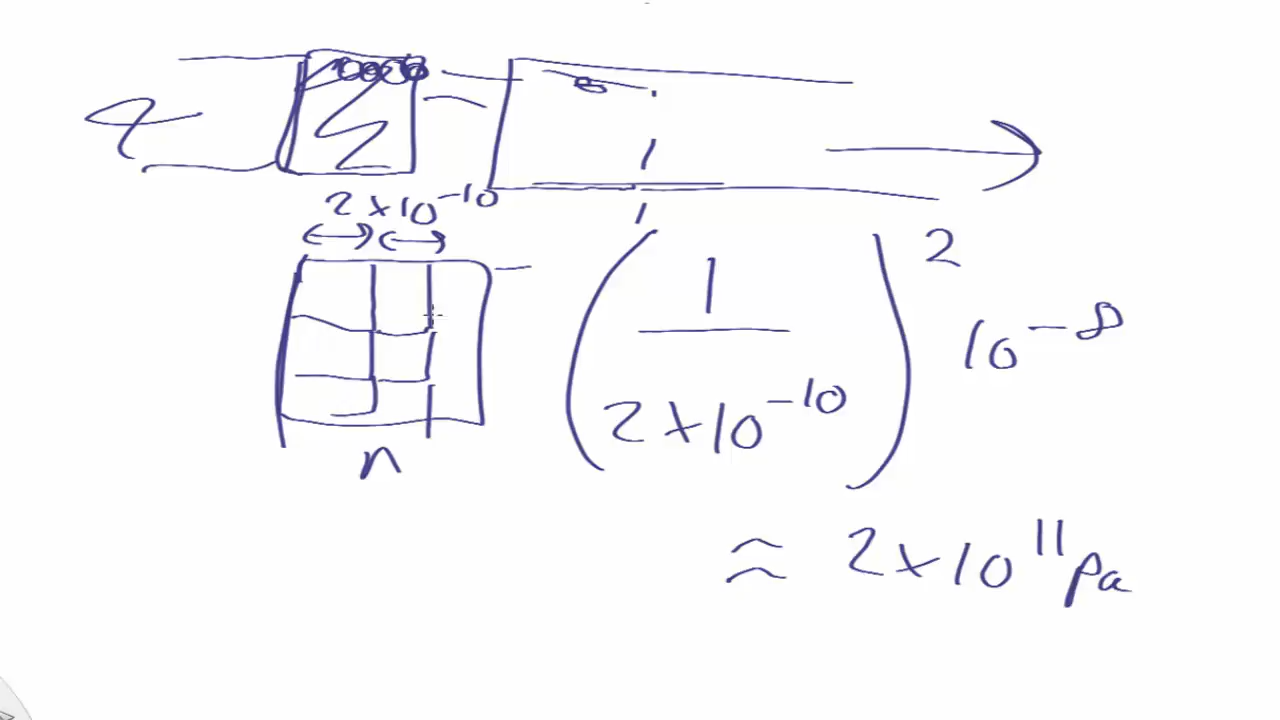 2 × 10⁻¹⁰
(1 / (2 × 10⁻¹⁰))² 10⁻⁸
n
≈ 2 × 10¹¹ Pa